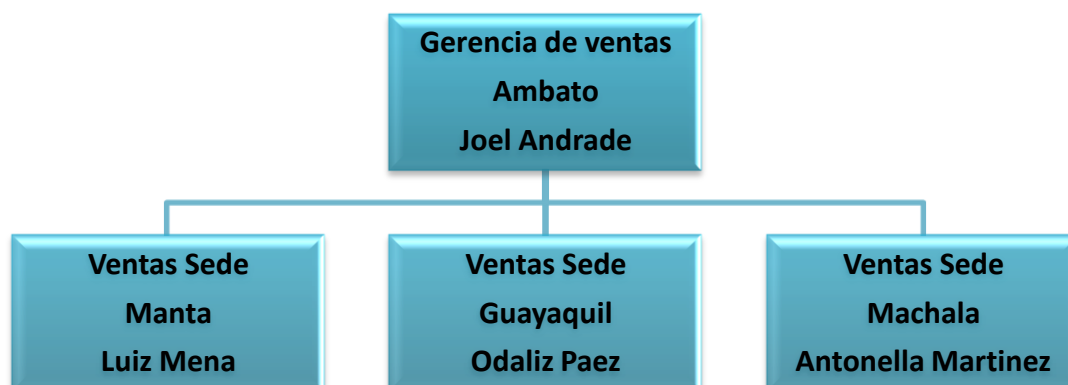 Gerencia de ventas
Ambato
Joel Andrade
Ventas Sede
Manta
Luiz Mena
Ventas Sede
Guayaquil
Odaliz Paez
Ventas Sede
Machala
Antonella Martinez